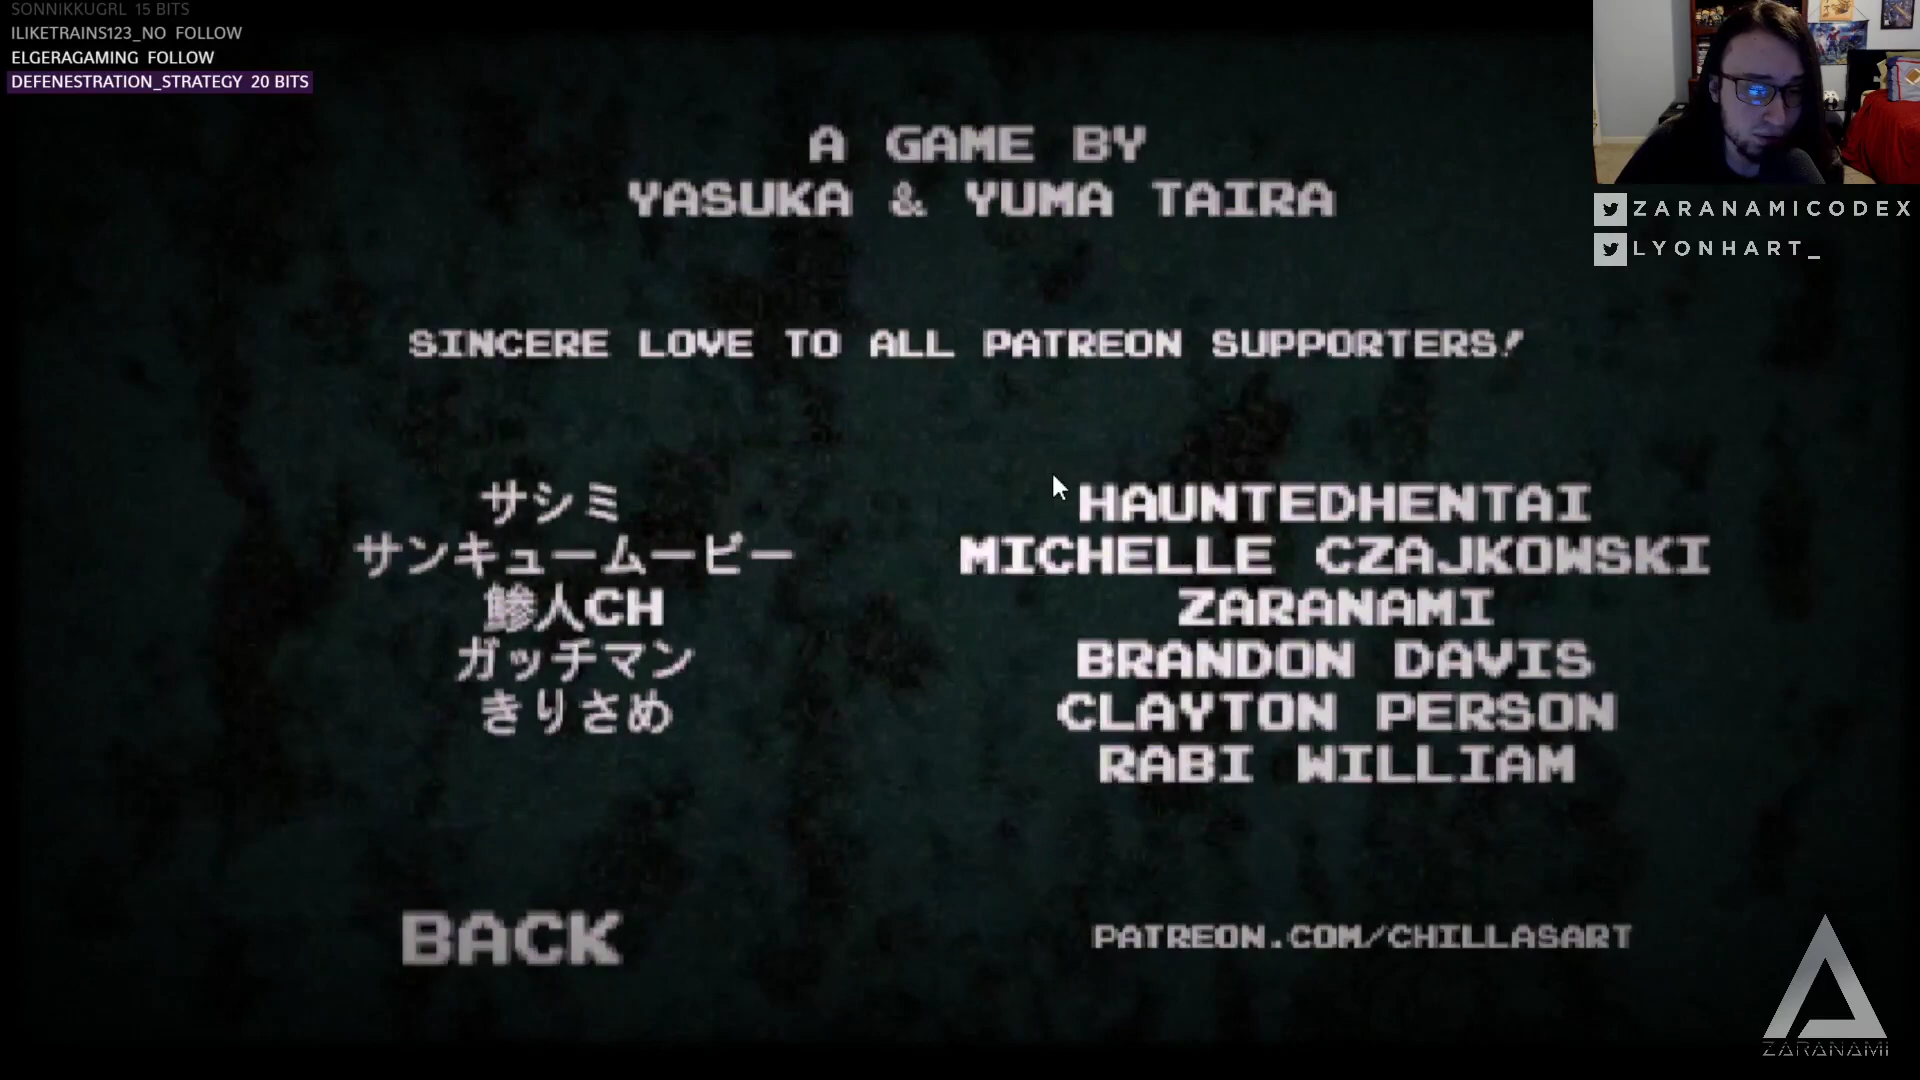 SONNIKKUGRL 15 BITS
ILIKETRAINS123_NO FOLLOW
ELGERAGAMING FOLLOW
DEFENESTRATION_STRATEGY 20 BITS
ZARANAMICODEX
LYONHART_
A GAME BY
YASUKA & YUMA TAIRA
SINCERE LOVE TO ALL PATREON SUPPORTERS!
サシミ
サンキュームービー
鯵人CH
ガッチマン
きりさめ
HAUNTEDHENTAI
MICHELLE CZAJKOWSKI
ZARANAMI
BRANDON DAVIS
CLAYTON PERSON
RABI WILLIAM
BACK
PATREON.COM/CHILLASART
ZARANAMI